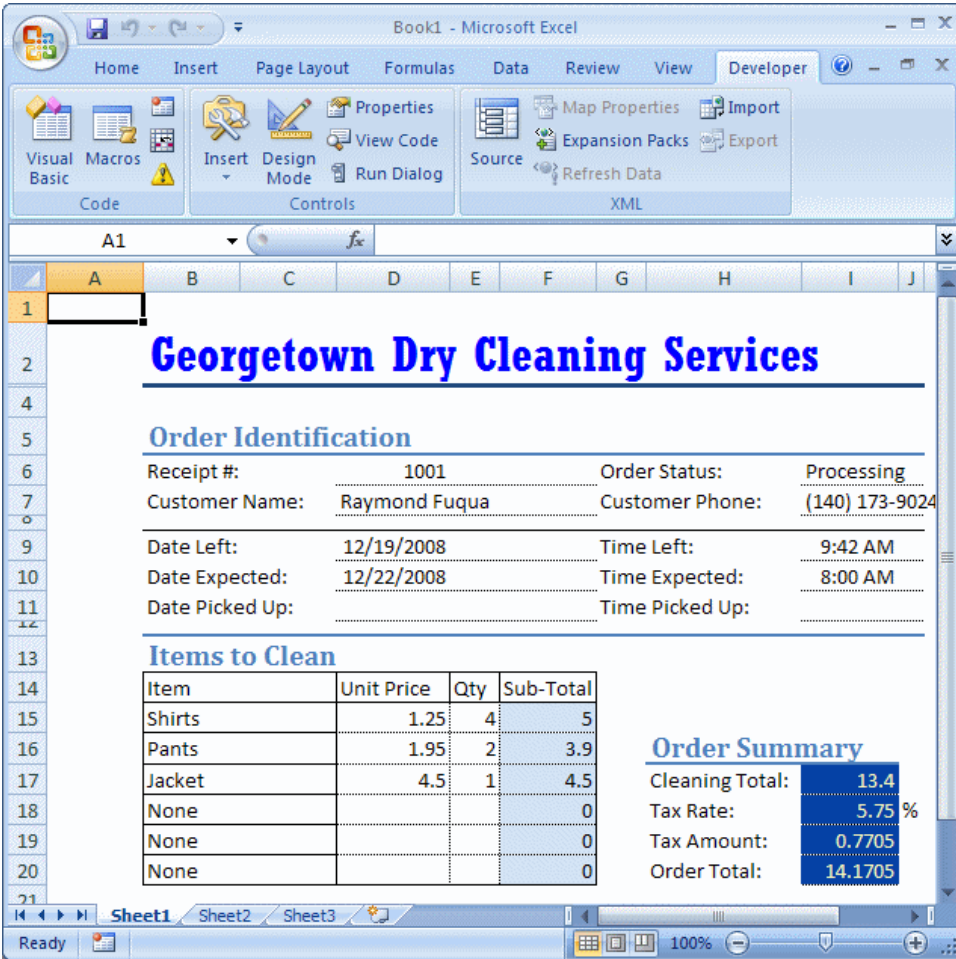 Book1 - Microsoft Excel
Home Insert Page Layout Formulas Data Review View Developer
Visual Basic Macros Insert Design Mode Properties View Code Run Dialog Source Map Properties Expansion Packs Refresh Data Import Export
Code Controls XML
A1 fx
A B C D E F G H I J
1
2 Georgetown Dry Cleaning Services
4
5 Order Identification
6 Receipt #: 1001 Order Status: Processing
7 Customer Name: Raymond Fuqua Customer Phone: (140) 173-9024
8
9 Date Left: 12/19/2008 Time Left: 9:42 AM
10 Date Expected: 12/22/2008 Time Expected: 8:00 AM
11 Date Picked Up: Time Picked Up:
12
13 Items to Clean
14 Item Unit Price Qty Sub-Total
15 Shirts 1.25 4 5
16 Pants 1.95 2 3.9 Order Summary
17 Jacket 4.5 1 4.5 Cleaning Total: 13.4
18 None 0 Tax Rate: 5.75 %
19 None 0 Tax Amount: 0.7705
20 None 0 Order Total: 14.1705
21
Sheet1 Sheet2 Sheet3
Ready 100%